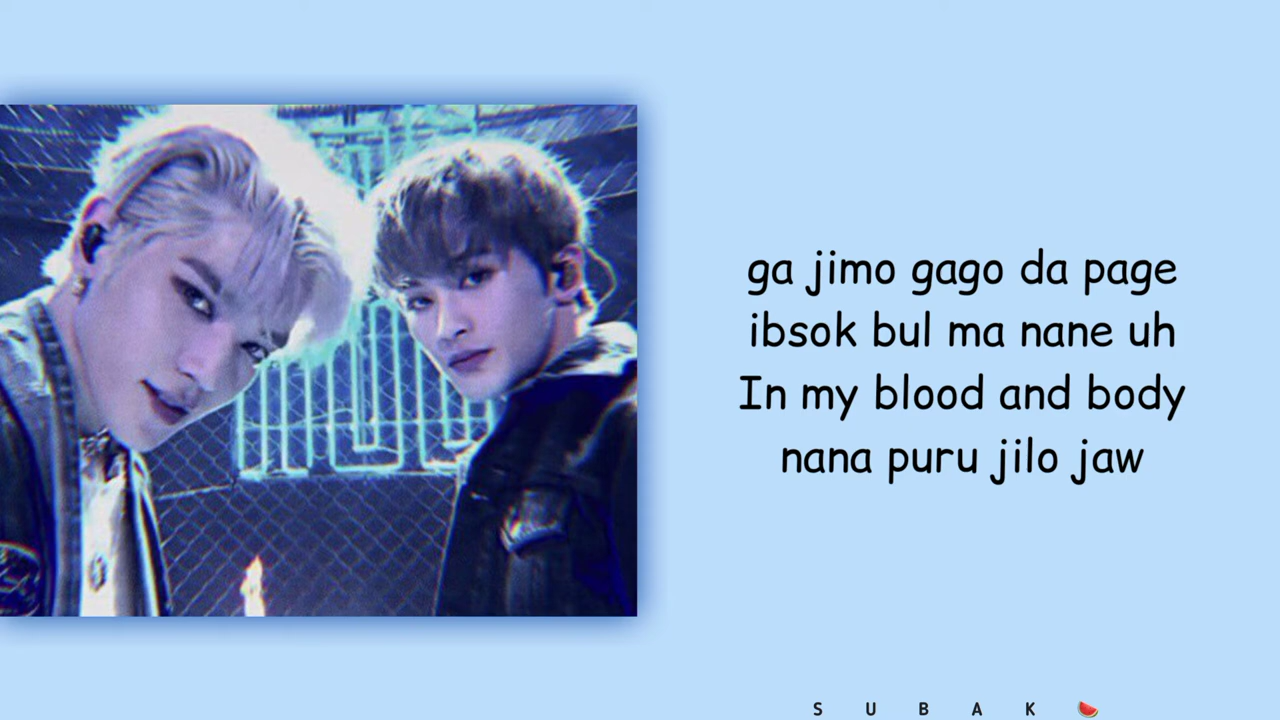 ga jimo gago da page
ibsok bul ma nane uh
In my blood and body
nana puru jilo jaw
S U B A K 🍉